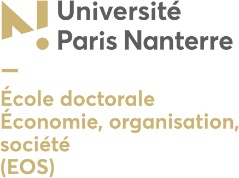 Université
Paris Nanterre
École doctorale
Économie, organisation,
société
(EOS)